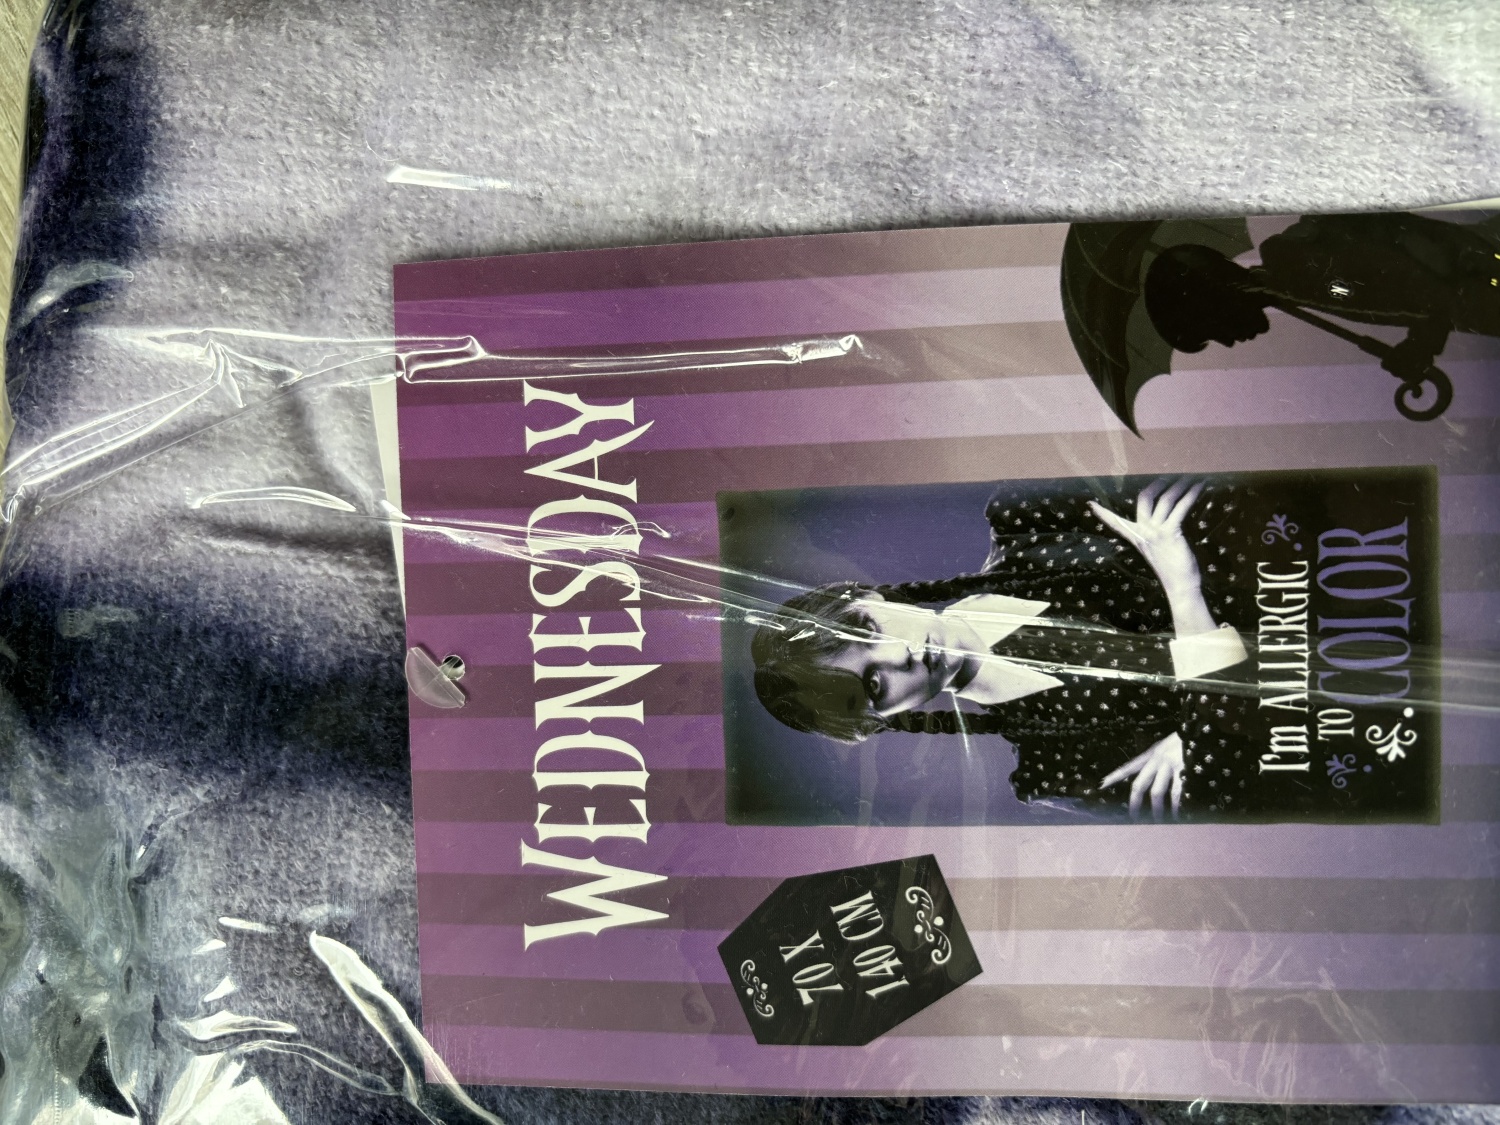 WEDNESDAY
I'm ALLERGIC
TO COLOR
70 X
140 CM
N